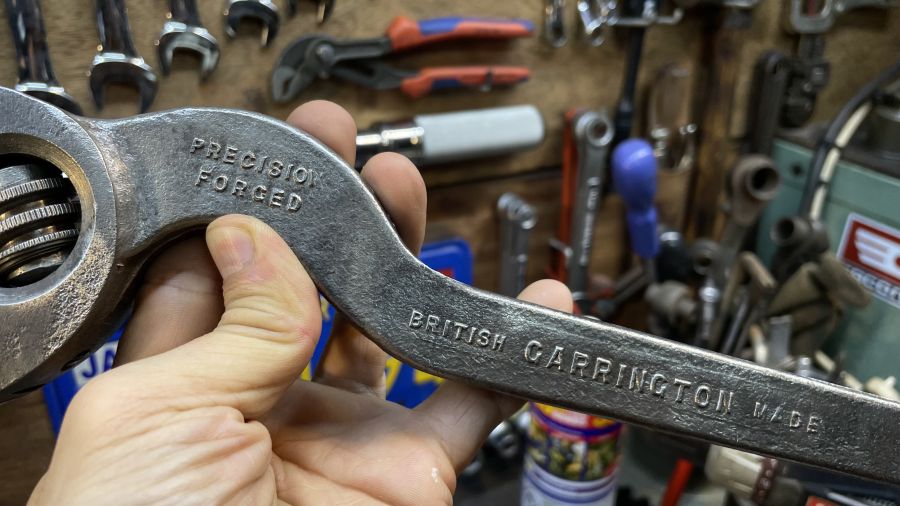 PRECISION
FORGED
BRITISH CARRINGTON MADE